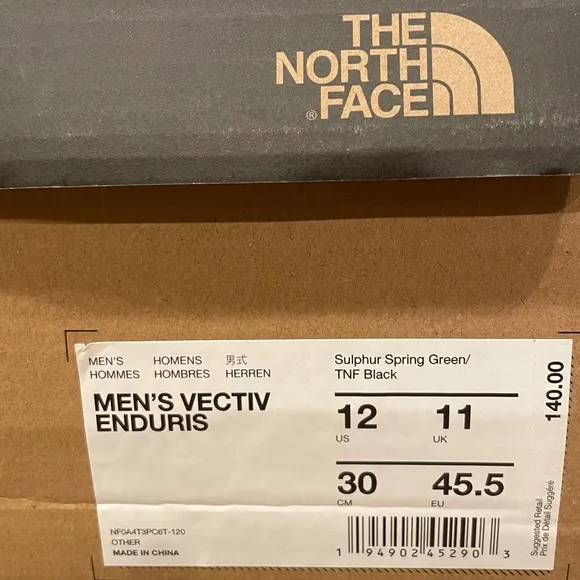 THE
NORTH
FACE
®
MEN'S HOMENS 男式
HOMMES HOMBRES HERREN
MEN'S VECTIV
ENDURIS
Sulphur Spring Green/
TNF Black
12 11
US UK
30 45.5
CM EU
140.00
Suggested Retail
Prix de Détail Suggéré
NF0A4T3PC6T-120
OTHER
MADE IN CHINA
1 94902 45290 3